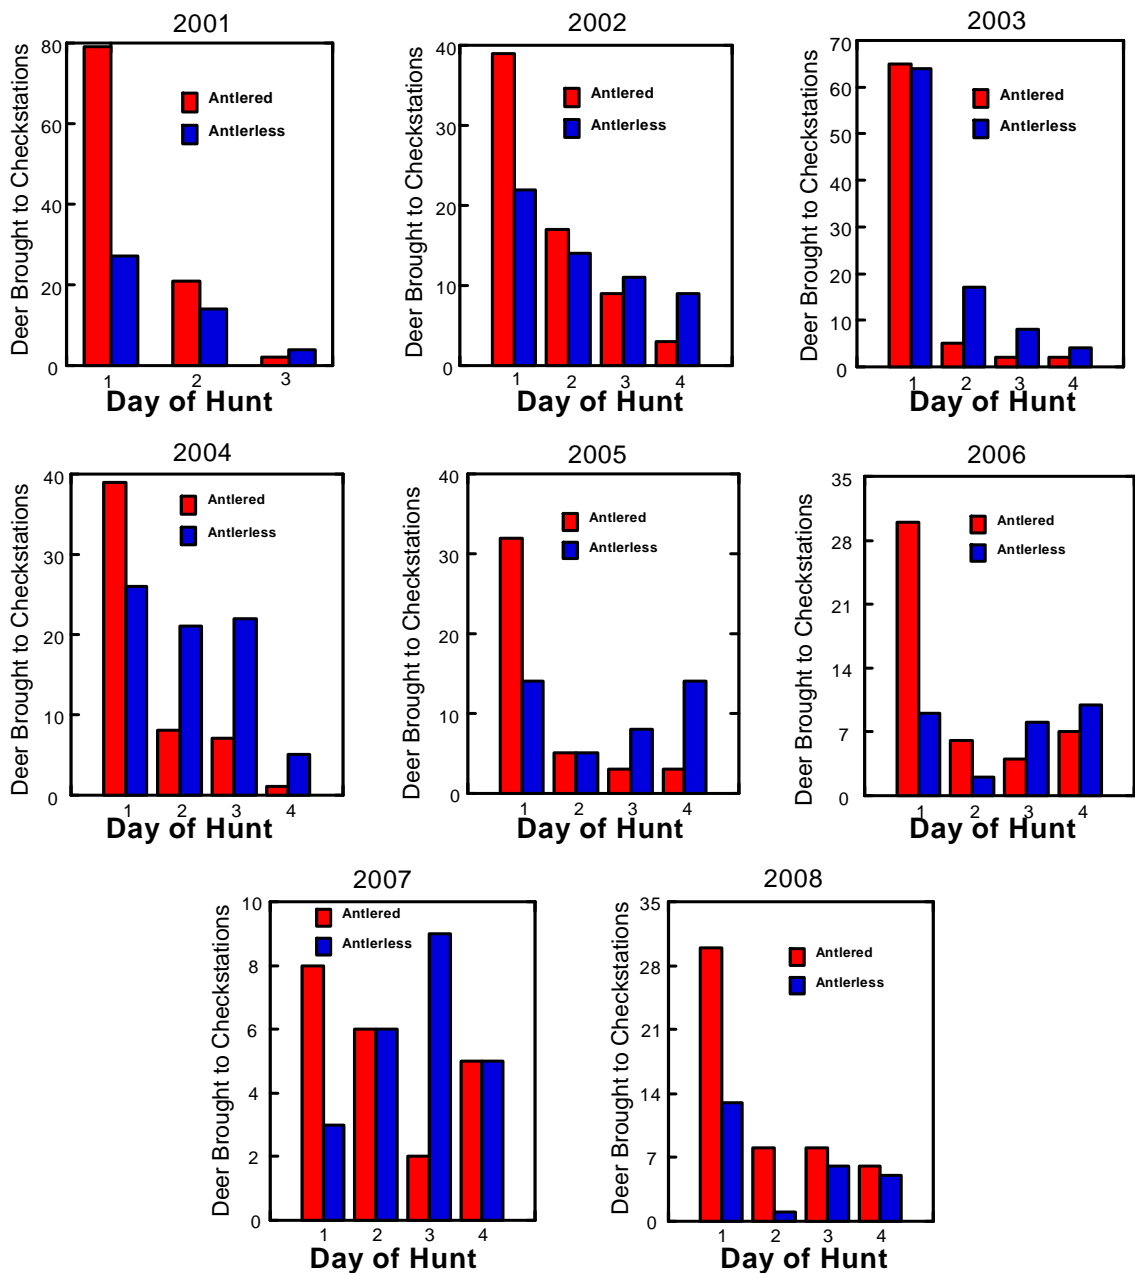 2001
Deer Brought to Checkstations
80
60
40
20
0
Antlered
Antlerless
1 2 3
Day of Hunt
2002
Deer Brought to Checkstations
40
30
20
10
0
Antlered
Antlerless
1 2 3 4
Day of Hunt
2003
Deer Brought to Checkstations
70
60
50
40
30
20
10
0
Antlered
Antlerless
1 2 3 4
Day of Hunt
2004
Deer Brought to Checkstations
40
30
20
10
0
Antlered
Antlerless
1 2 3 4
Day of Hunt
2005
Deer Brought to Checkstations
40
30
20
10
0
Antlered
Antlerless
1 2 3 4
Day of Hunt
2006
Deer Brought to Checkstations
35
28
21
14
7
0
Antlered
Antlerless
1 2 3 4
Day of Hunt
2007
Deer Brought to Checkstations
10
8
6
4
2
0
Antlered
Antlerless
1 2 3 4
Day of Hunt
2008
Deer Brought to Checkstations
35
28
21
14
7
0
Antlered
Antlerless
1 2 3 4
Day of Hunt